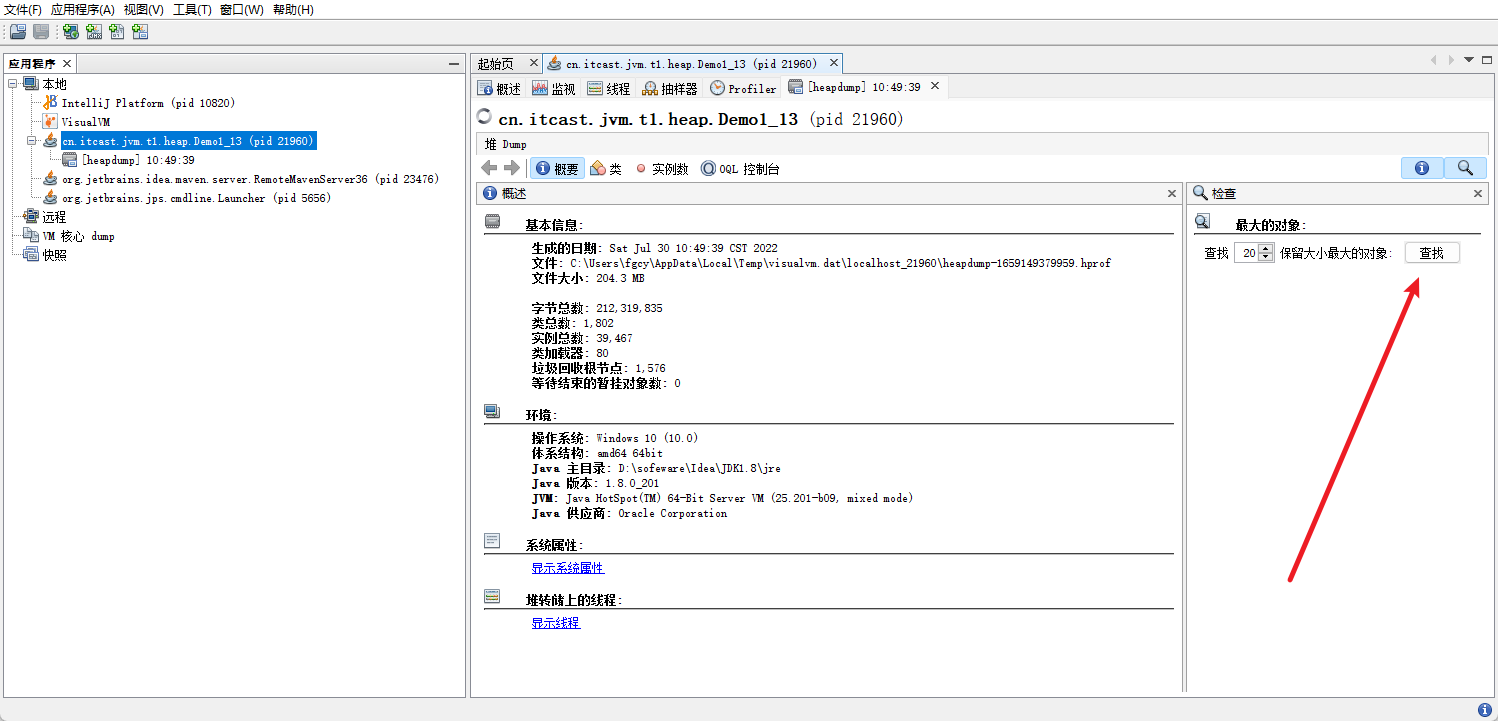 文件(F) 应用程序(A) 视图(V) 工具(T) 窗口(W) 帮助(H)
应用程序
本地
IntelliJ Platform (pid 10820)
VisualVM
cn.itcast.jvm.t1.heap.Demo1_13 (pid 21960)
[heapdump] 10:49:39
org.jetbrains.idea.maven.server.RemoteMavenServer36 (pid 23476)
org.jetbrains.jps.cmdline.Launcher (pid 5656)
远程
VM 核心 dump
快照
起始页 cn.itcast.jvm.t1.heap.Demo1_13 (pid 21960)
概述 监视 线程 抽样器 Profiler [heapdump] 10:49:39
cn.itcast.jvm.t1.heap.Demo1_13 (pid 21960)
堆 Dump
概要 类 实例数 OQL 控制台
概述
基本信息:
生成的日期: Sat Jul 30 10:49:39 CST 2022
文件: C:\Users\fgcy\AppData\Local\Temp\visualvm.dat\localhost_21960\heapdump-1659149379959.hprof
文件大小: 204.3 MB
字节总数: 212,319,835
类总数: 1,802
实例总数: 39,467
类加载器: 80
垃圾回收根节点: 1,576
等待结束的暂挂对象数: 0
环境:
操作系统: Windows 10 (10.0)
体系结构: amd64 64bit
Java 主目录: D:\sofeware\Idea\JDK1.8\jre
Java 版本: 1.8.0_201
JVM: Java HotSpot(TM) 64-Bit Server VM (25.201-b09, mixed mode)
Java 供应商: Oracle Corporation
系统属性:
显示系统属性
堆转储上的线程:
显示线程
检查
最大的对象:
查找 20 保留大小最大的对象: 查找